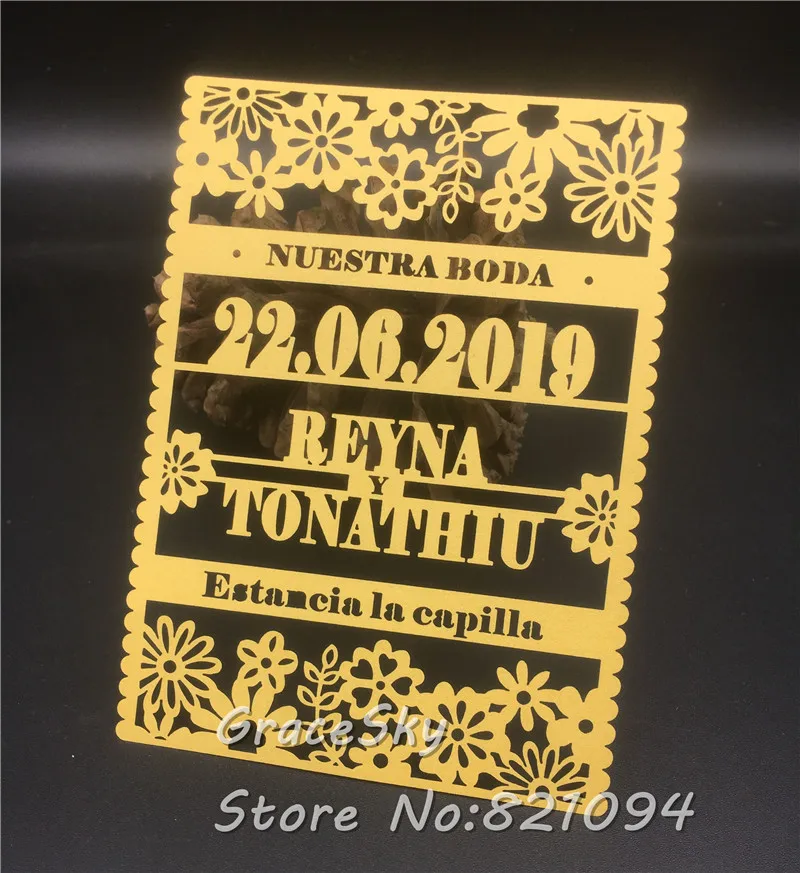 • NUESTRA BODA •
22.06.2019
REYNA
Y
TONATHIU
Estancia la capilla
GraceSky
Store No:821094